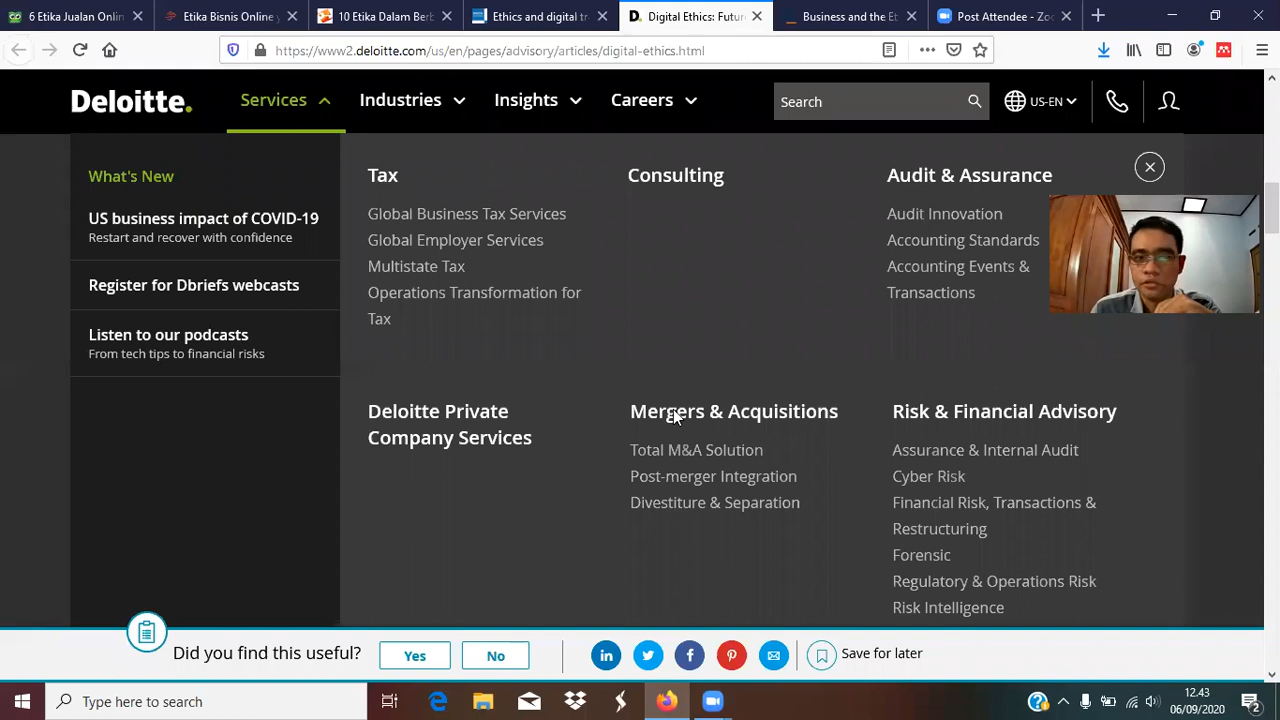 6 Etika Jualan Onlin
Etika Bisnis Online y
10 Etika Dalam Berb
Ethics and digital tr
D. Digital Ethics: Futur
Business and the Et
Post Attendee - Zoo
https://www2.deloitte.com/us/en/pages/advisory/articles/digital-ethics.html
Deloitte.
Services
Industries
Insights
Careers
Search
US-EN
What's New
US business impact of COVID-19
Restart and recover with confidence
Register for Dbriefs webcasts
Listen to our podcasts
From tech tips to financial risks
Tax
Global Business Tax Services
Global Employer Services
Multistate Tax
Operations Transformation for
Tax
Consulting
Audit & Assurance
Audit Innovation
Accounting Standards
Accounting Events &
Transactions
Deloitte Private
Company Services
Mergers & Acquisitions
Total M&A Solution
Post-merger Integration
Divestiture & Separation
Risk & Financial Advisory
Assurance & Internal Audit
Cyber Risk
Financial Risk, Transactions &
Restructuring
Forensic
Regulatory & Operations Risk
Risk Intelligence
Did you find this useful?
Yes
No
Save for later
Type here to search
12.43
06/09/2020
2